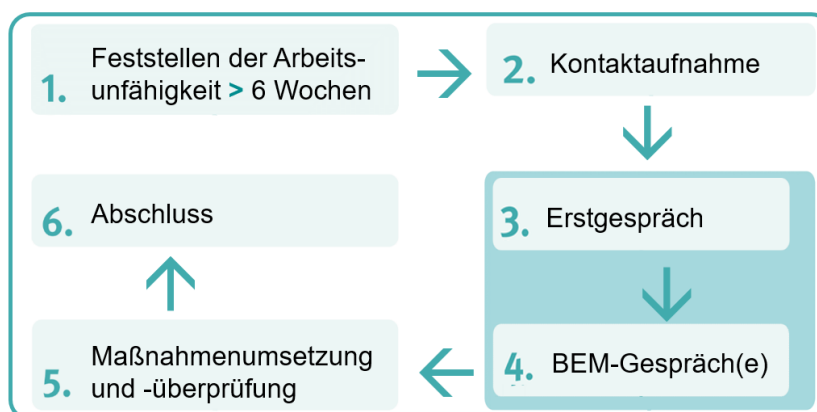 1. Feststellen der Arbeits-
unfähigkeit > 6 Wochen
2. Kontaktaufnahme
3. Erstgespräch
4. BEM-Gespräch(e)
5. Maßnahmenumsetzung
und -überprüfung
6. Abschluss